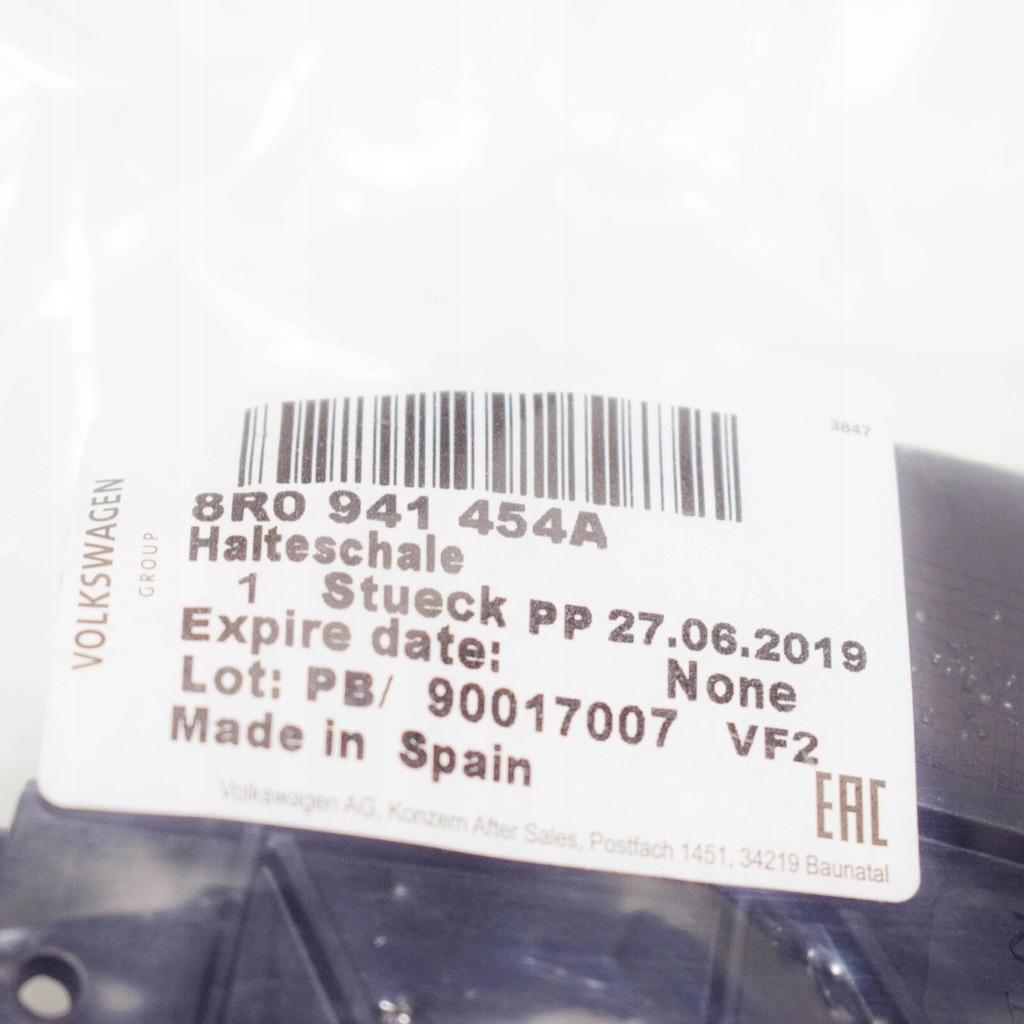 3847
VOLKSWAGEN
GROUP
8R0 941 454A
Halteschale
1 Stueck PP 27.06.2019
Expire date: None
Lot: PB/ 90017007 VF2
Made in Spain
EAC
Volkswagen AG, Konzern After Sales, Postfach 1451, 34219 Baunatal